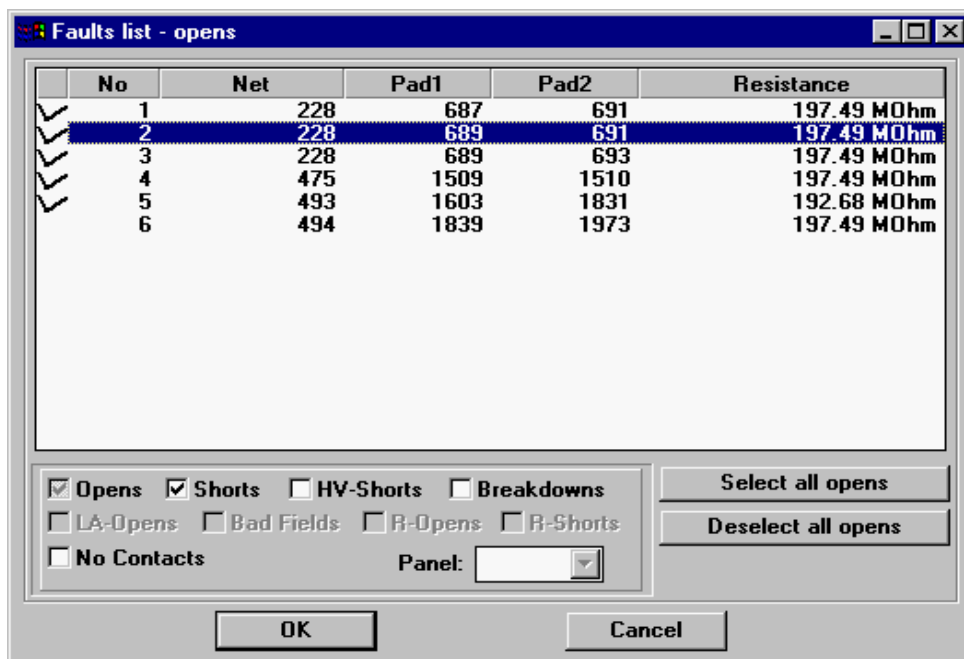 Faults list - opens
No Net Pad1 Pad2 Resistance
1 228 687 691 197.49 MOhm
2 228 689 691 197.49 MOhm
3 228 689 693 197.49 MOhm
4 475 1509 1510 197.49 MOhm
5 493 1603 1831 192.68 MOhm
6 494 1839 1973 197.49 MOhm
Opens Shorts HV-Shorts Breakdowns
LA-Opens Bad Fields R-Opens R-Shorts
No Contacts Panel:
Select all opens
Deselect all opens
OK Cancel